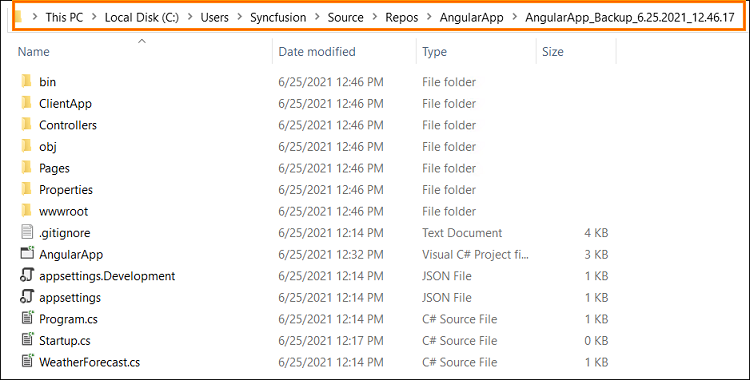 This PC > Local Disk (C:) > Users > Syncfusion > Source > Repos > AngularApp > AngularApp_Backup_6.25.2021_12.46.17
Name Date modified Type Size
bin 6/25/2021 12:46 PM File folder
ClientApp 6/25/2021 12:46 PM File folder
Controllers 6/25/2021 12:46 PM File folder
obj 6/25/2021 12:46 PM File folder
Pages 6/25/2021 12:46 PM File folder
Properties 6/25/2021 12:46 PM File folder
wwwroot 6/25/2021 12:46 PM File folder
.gitignore 6/25/2021 12:14 PM Text Document 4 KB
AngularApp 6/25/2021 12:32 PM Visual C# Project fi... 3 KB
appsettings.Development 6/25/2021 12:14 PM JSON File 1 KB
appsettings 6/25/2021 12:14 PM JSON File 1 KB
Program.cs 6/25/2021 12:14 PM C# Source File 1 KB
Startup.cs 6/25/2021 12:17 PM C# Source File 0 KB
WeatherForecast.cs 6/25/2021 12:14 PM C# Source File 1 KB